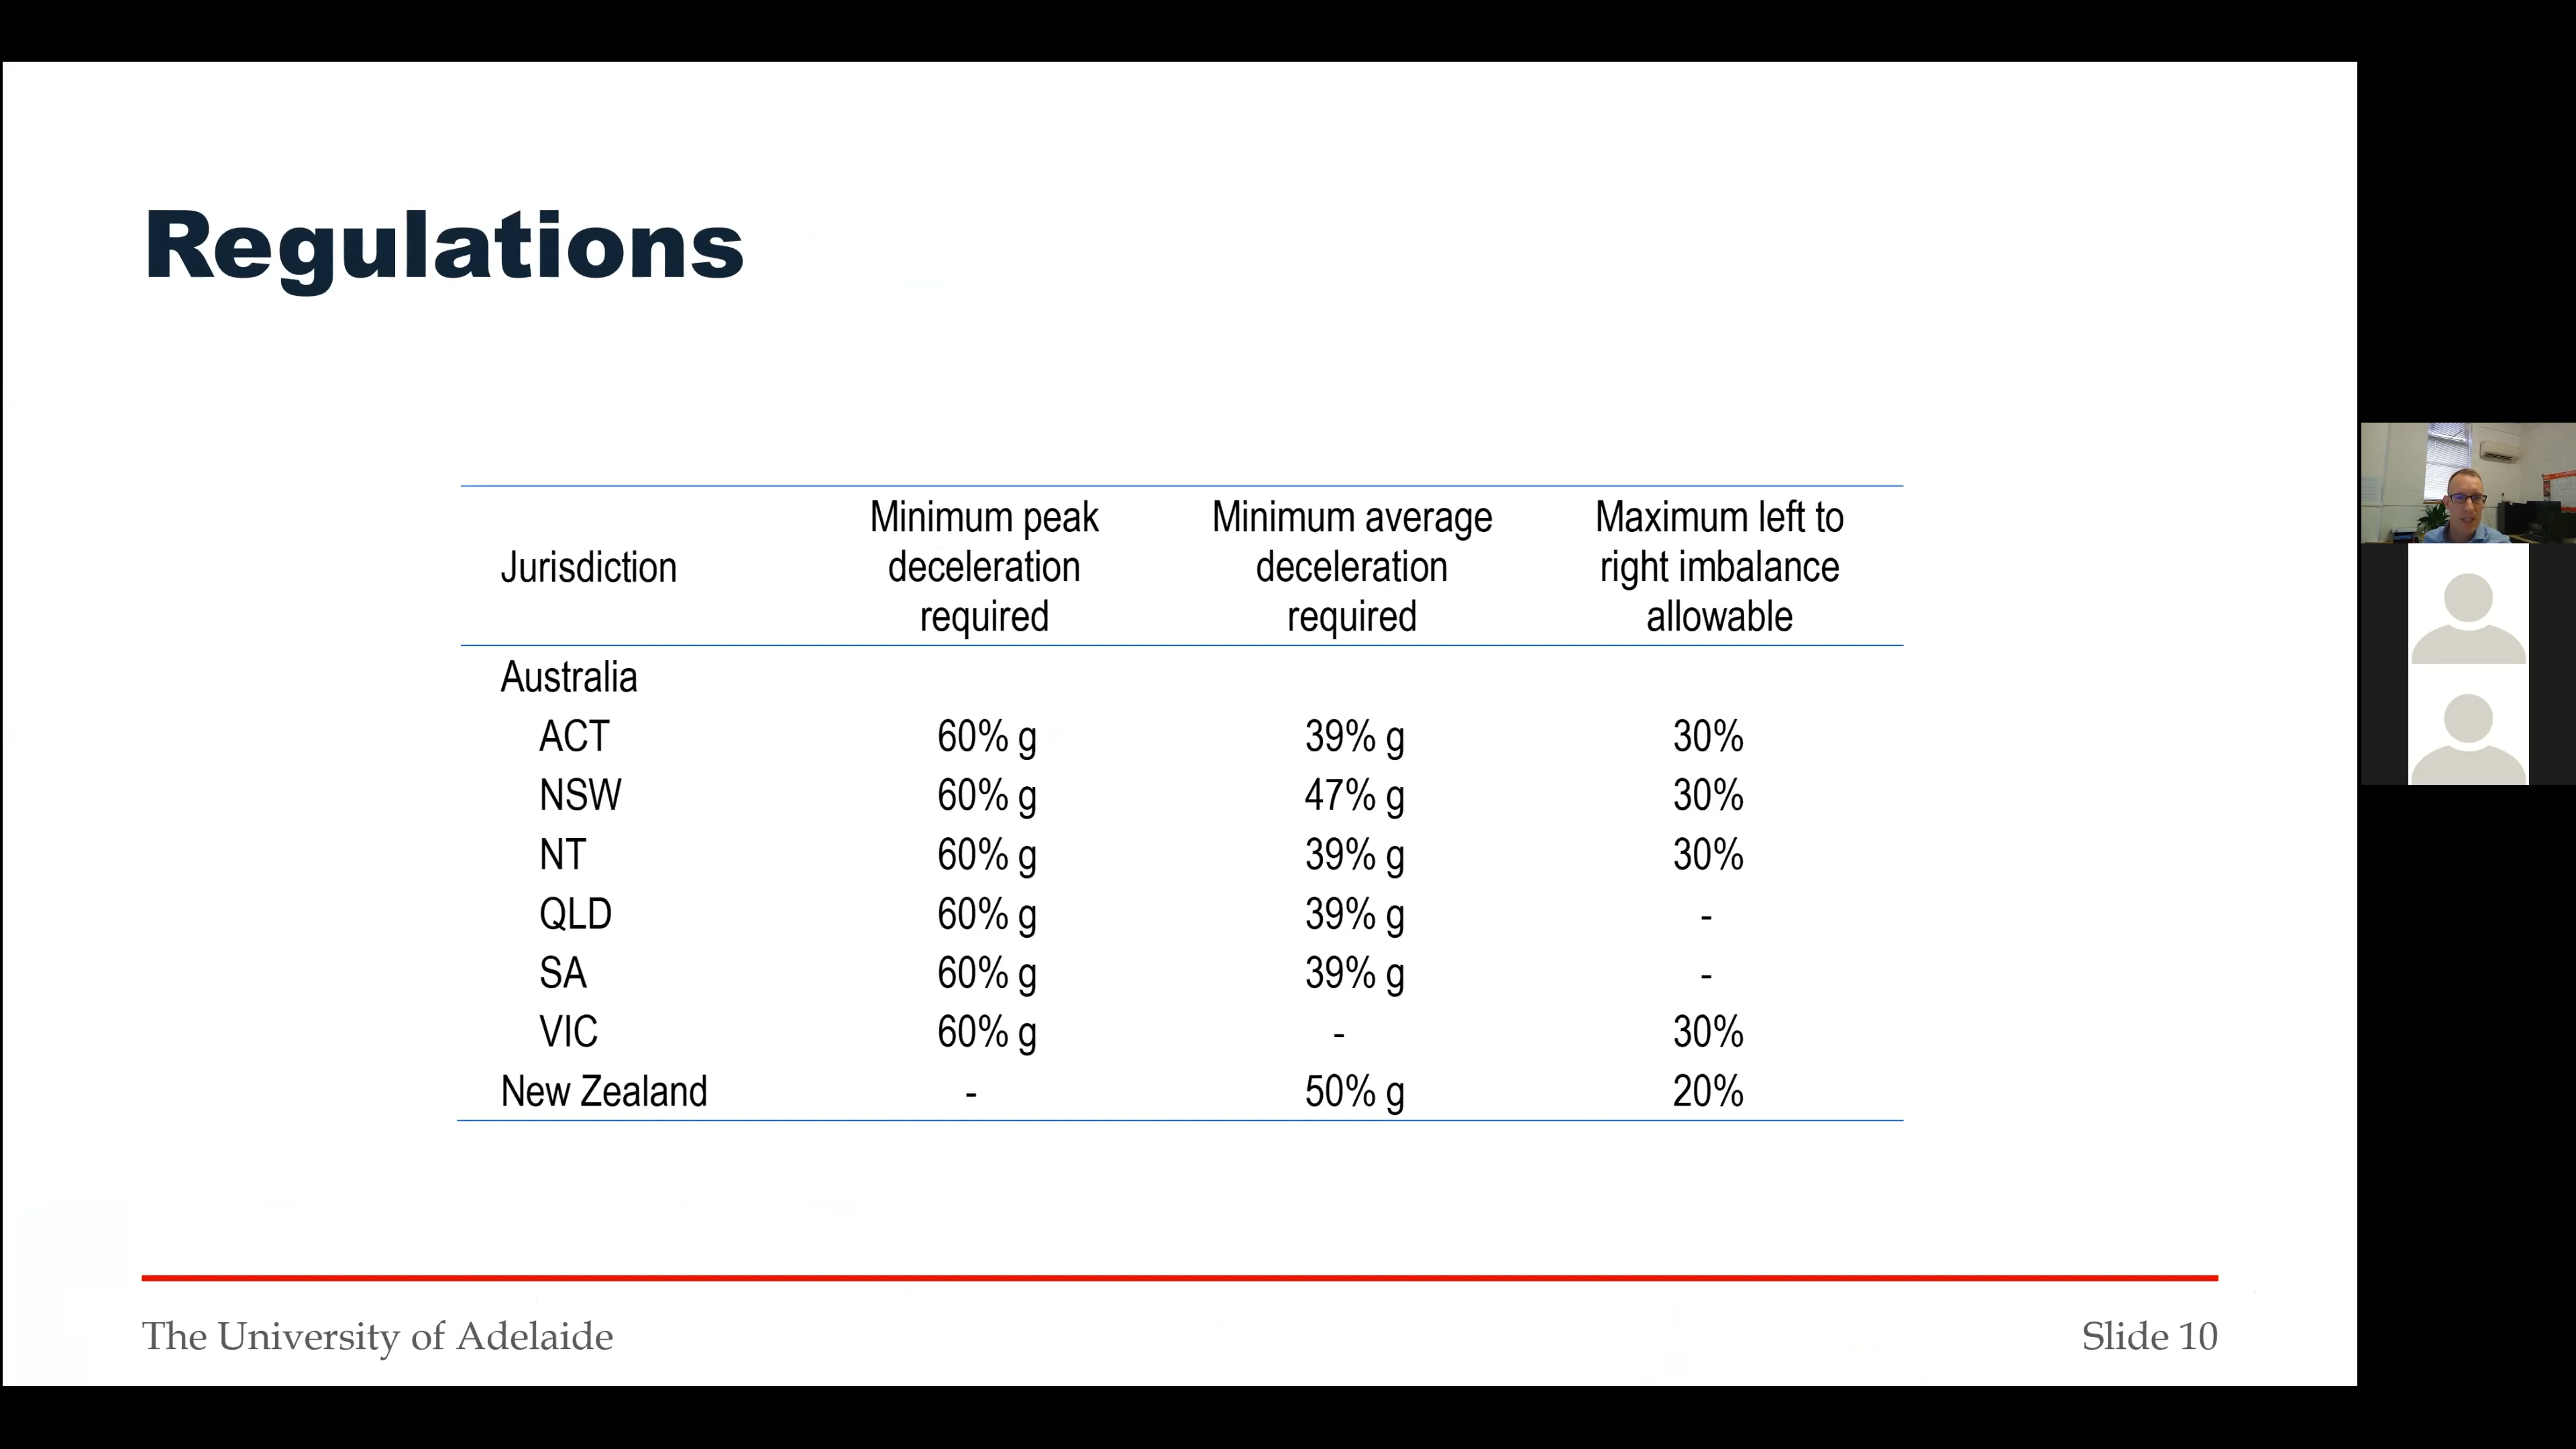 Regulations
Jurisdiction Minimum peak deceleration required Minimum average deceleration required Maximum left to right imbalance allowable
Australia
ACT 60% g 39% g 30%
NSW 60% g 47% g 30%
NT 60% g 39% g 30%
QLD 60% g 39% g -
SA 60% g 39% g -
VIC 60% g - 30%
New Zealand - 50% g 20%
The University of Adelaide Slide 10